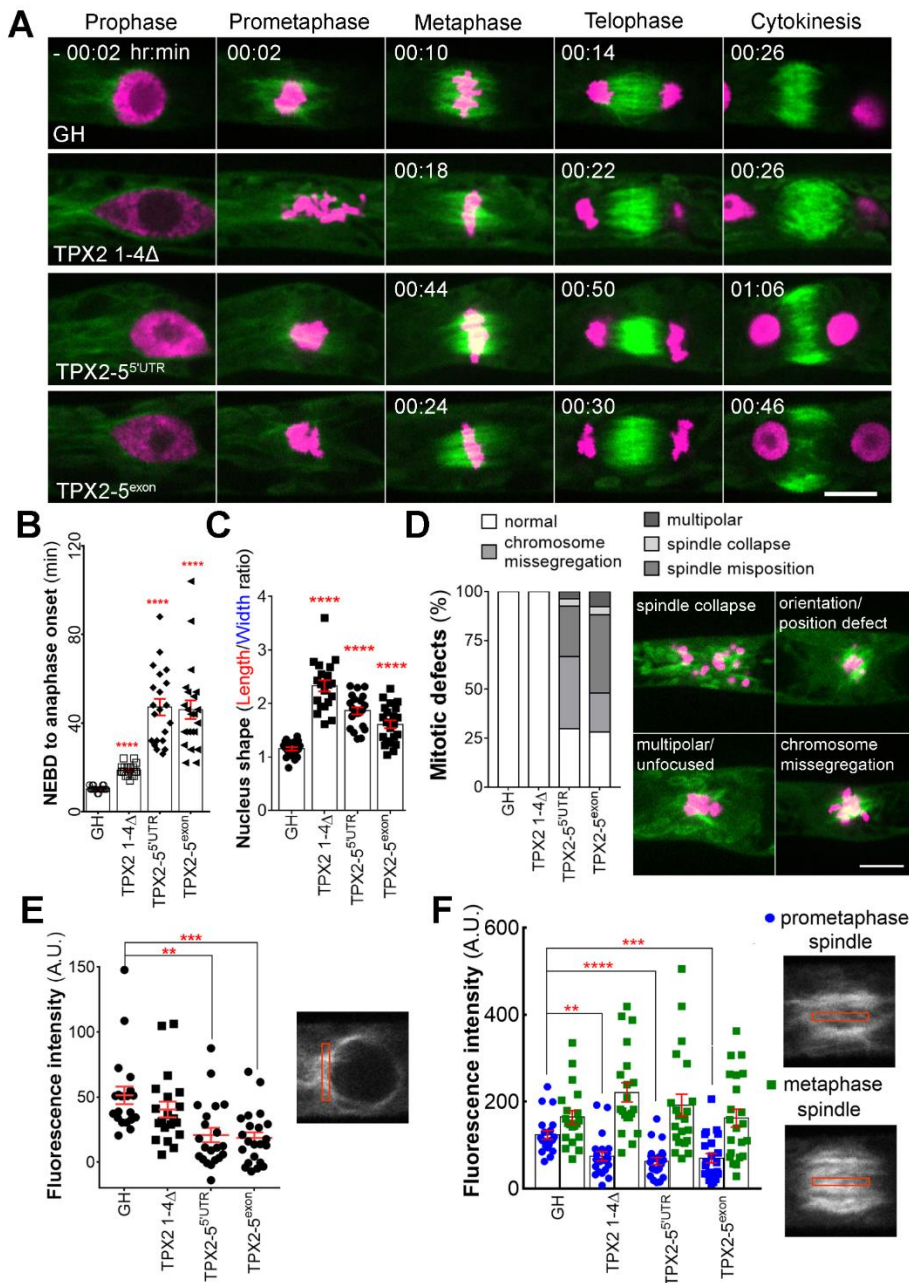 A
Prophase Prometaphase Metaphase Telophase Cytokinesis
- 00:02 hr:min 00:02 00:10 00:14 00:26
GH
00:18 00:22 00:26
TPX2 1-4Δ
00:44 00:50 01:06
TPX2-5 5'UTR
00:24 00:30 00:46
TPX2-5 exon
B
NEBD to anaphase onset (min)
120
80
40
0
****
****
****
GH
TPX2 1-4Δ
TPX2-5 5'UTR
TPX2-5 exon
C
Nucleus shape (Length/Width ratio)
4
3
2
1
0
****
****
****
GH
TPX2 1-4Δ
TPX2-5 5'UTR
TPX2-5 exon
D
normal
chromosome
missegregation
multipolar
spindle collapse
spindle misposition
Mitotic defects (%)
100
75
50
25
0
GH
TPX2 1-4Δ
TPX2-5 5'UTR
TPX2-5 exon
spindle collapse
orientation/
position defect
multipolar/
unfocused
chromosome
missegregation
E
Fluorescence intensity (A.U.)
150
100
50
0
***
**
GH
TPX2 1-4Δ
TPX2-5 5'UTR
TPX2-5 exon
F
Fluorescence intensity (A.U.)
600
400
200
0
***
****
**
GH
TPX2 1-4Δ
TPX2-5 5'UTR
TPX2-5 exon
prometaphase
spindle
metaphase
spindle